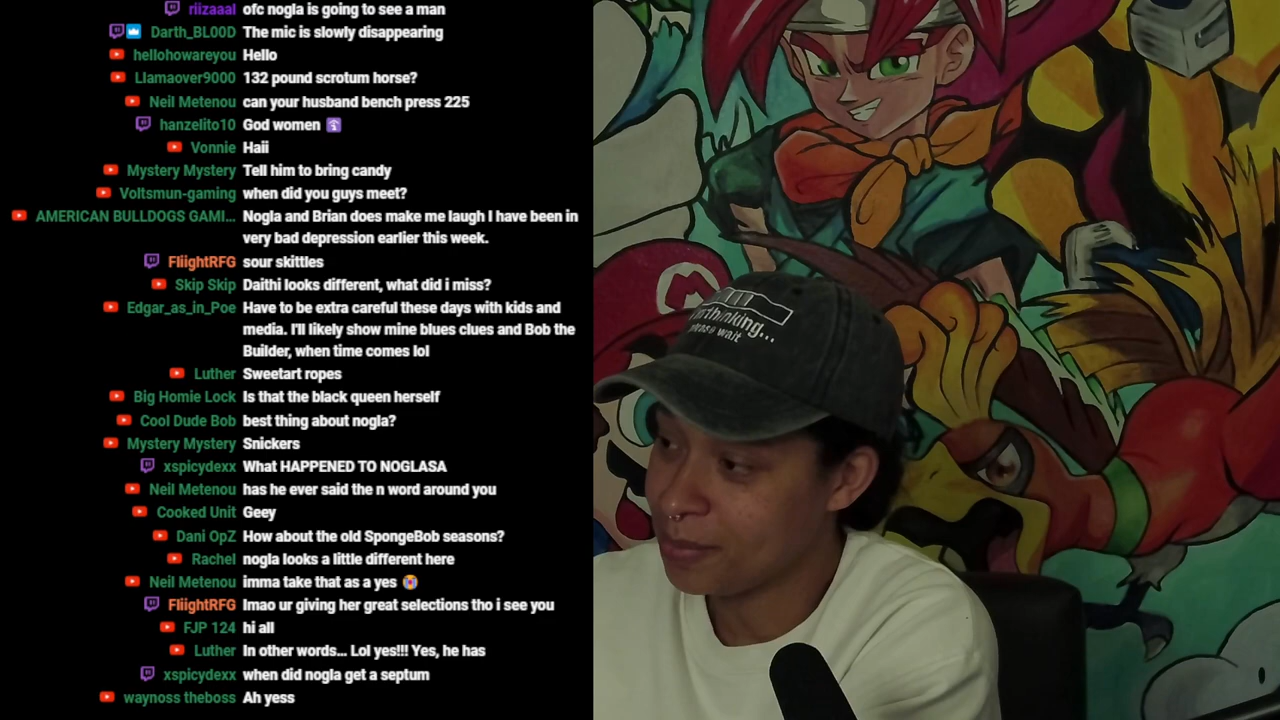 riizaaal ofc nogla is going to see a man
Darth_BL00D The mic is slowly disappearing
hellohowareyou Hello
Llamaover9000 132 pound scrotum horse?
Neil Metenou can your husband bench press 225
hanzelito10 God women
Vonnie Haii
Mystery Mystery Tell him to bring candy
Voltsmun-gaming when did you guys meet?
AMERICAN BULLDOGS GAMI... Nogla and Brian does make me laugh I have been in
very bad depression earlier this week.
FliightRFG sour skittles
Skip Skip Daithi looks different, what did i miss?
Edgar_as_in_Poe Have to be extra careful these days with kids and
media. I'll likely show mine blues clues and Bob the
Builder, when time comes lol
Luther Sweetart ropes
Big Homie Lock Is that the black queen herself
Cool Dude Bob best thing about nogla?
Mystery Mystery Snickers
xspicydexx What HAPPENED TO NOGLASA
Neil Metenou has he ever said the n word around you
Cooked Unit Geey
Dani OpZ How about the old SpongeBob seasons?
Rachel nogla looks a little different here
Neil Metenou imma take that as a yes 😭
FliightRFG lmao ur giving her great selections tho i see you
FJP 124 hi all
Luther In other words... Lol yes!!! Yes, he has
xspicydexx when did nogla get a septum
waynoss theboss Ah yess
M
thinking...
wait